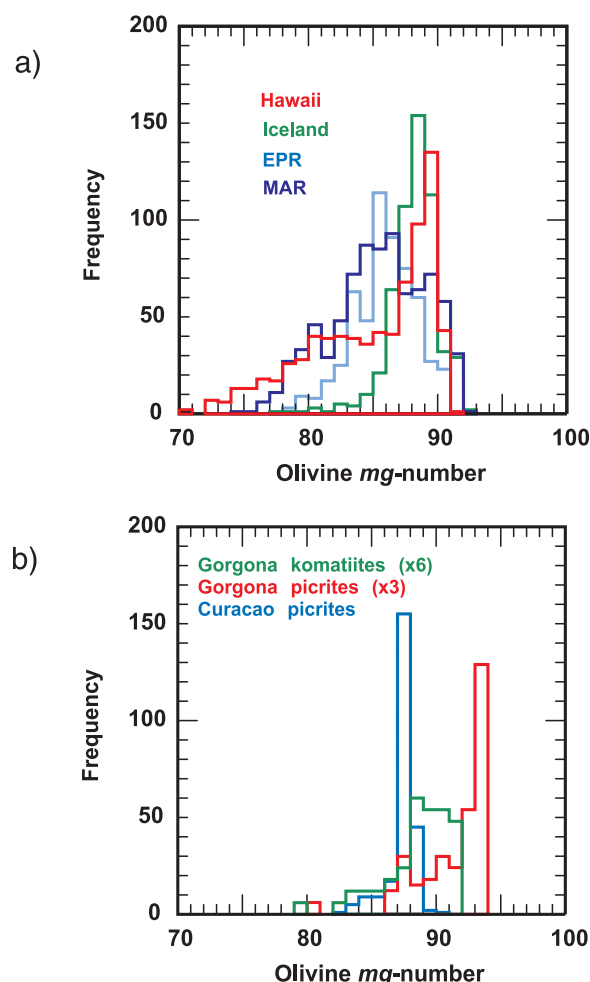 a)
200
150
100
50
0
Frequency
Hawaii
Iceland
EPR
MAR
70 80 90 100
Olivine mg-number
b)
200
150
100
50
0
Frequency
Gorgona komatiites (x6)
Gorgona picrites (x3)
Curacao picrites
70 80 90 100
Olivine mg-number